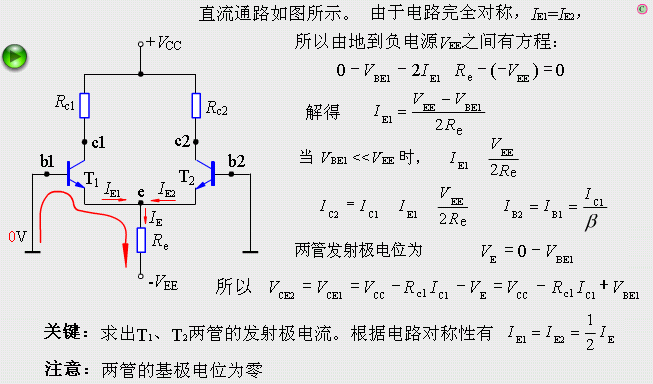 直流通路如图所示。 由于电路完全对称，IE1=IE2，
所以由地到负电源VEE之间有方程：
0－VBE1－2IE1 Re－(－VEE)＝0
解得 IE1＝(VEE－VBE1)/2Re
当 VBE1 <<VEE 时， IE1 VEE/2Re
IC2＝IC1 IE1 VEE/2Re IB2＝IB1＝IC1/β
两管发射极电位为 VE＝0－VBE1
所以 VCE2＝VCE1＝VCC－Rc1IC1－VE＝VCC－Rc1IC1＋VBE1
关键：求出T1、T2两管的发射极电流。根据电路对称性有 IE1＝IE2＝1/2 IE
注意：两管的基极电位为零
+VCC
Rc1
Rc2
c1
c2
b1
b2
T1
T2
IE1
e
IE2
IE
0V
Re
-VEE
©